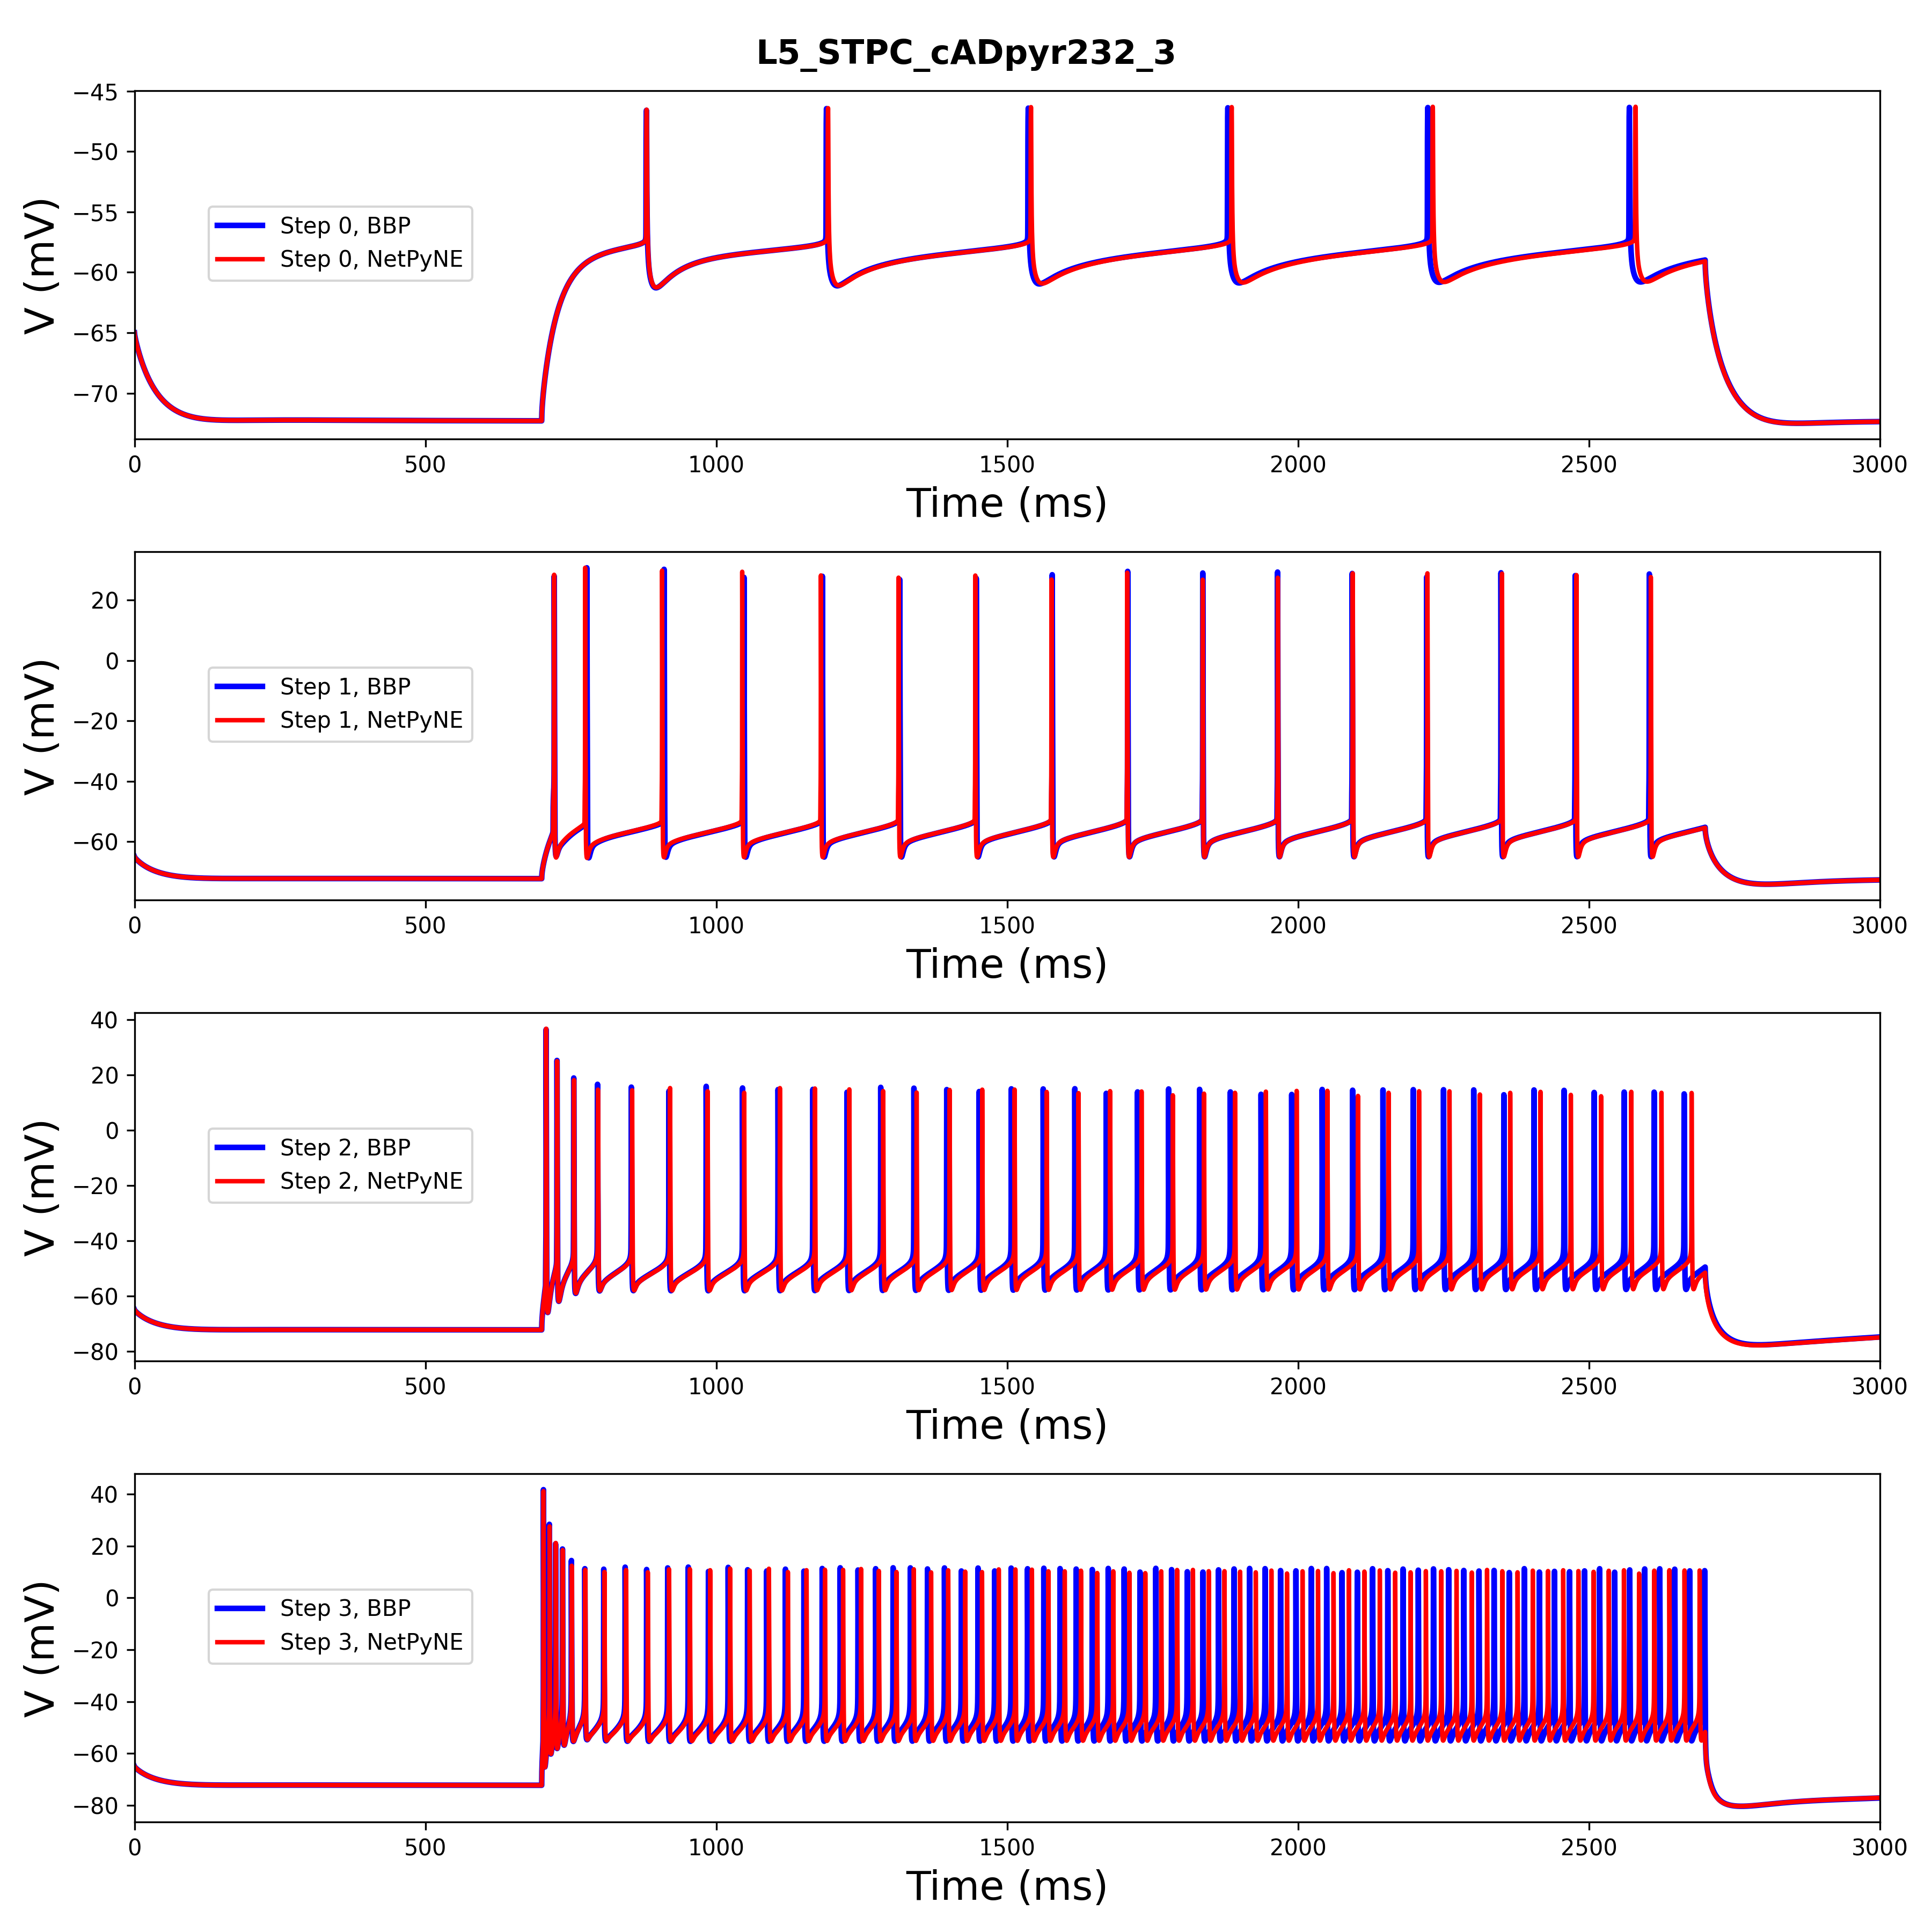 L5_STPC_cADpyr232_3
−45
−50
−55
−60
−65
−70
V (mV)
Step 0, BBP
Step 0, NetPyNE
0 500 1000 1500 2000 2500 3000
Time (ms)
20
0
−20
−40
−60
V (mV)
Step 1, BBP
Step 1, NetPyNE
0 500 1000 1500 2000 2500 3000
Time (ms)
40
20
0
−20
−40
−60
−80
V (mV)
Step 2, BBP
Step 2, NetPyNE
0 500 1000 1500 2000 2500 3000
Time (ms)
40
20
0
−20
−40
−60
−80
V (mV)
Step 3, BBP
Step 3, NetPyNE
0 500 1000 1500 2000 2500 3000
Time (ms)